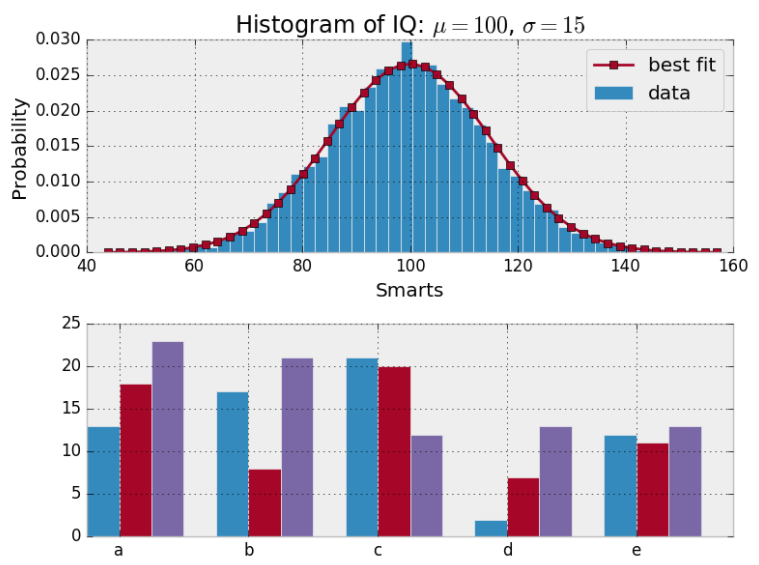 Histogram of IQ: μ = 100, σ = 15
0.030
0.025
0.020
0.015
0.010
0.005
0.000
Probability
best fit
data
40 60 80 100 120 140 160
Smarts
25
20
15
10
5
0
a b c d e